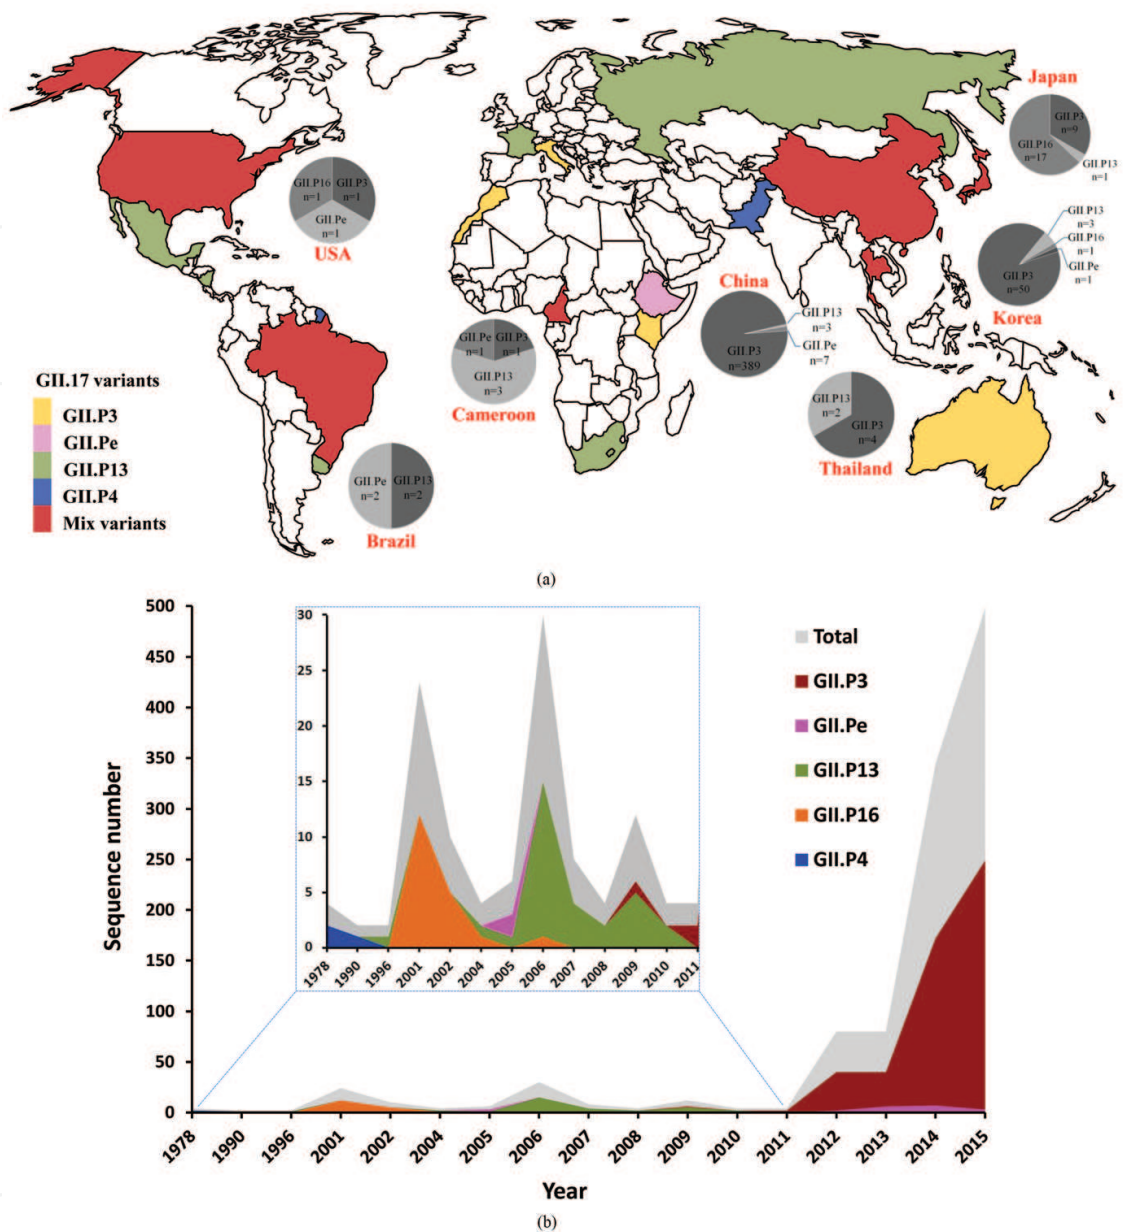 Japan
GII.P3
n=9
GII.P16
n=17
GII.P13
n=1
GII.P16
n=1
GII.P3
n=1
GII.Pe
n=1
USA
GII.P13
n=3
GII.P16
n=1
GII.Pe
n=1
GII.P3
n=50
Korea
China
GII.P13
n=3
GII.Pe
n=7
GII.P3
n=389
GII.Pe
n=1
GII.P3
n=1
GII.P13
n=3
Cameroon
GII.P13
n=2
GII.P3
n=4
Thailand
GII.Pe
n=2
GII.P13
n=2
Brazil
GII.17 variants
GII.P3
GII.Pe
GII.P13
GII.P4
Mix variants
(a)
Sequence number
500
450
400
350
300
250
200
150
100
50
0
30
25
20
15
10
5
0
1978
1990
1996
2001
2002
2004
2005
2006
2007
2008
2009
2010
2011
Total
GII.P3
GII.Pe
GII.P13
GII.P16
GII.P4
1978
1990
1996
2001
2002
2004
2005
2006
2007
2008
2009
2010
2011
2012
2013
2014
2015
Year
(b)